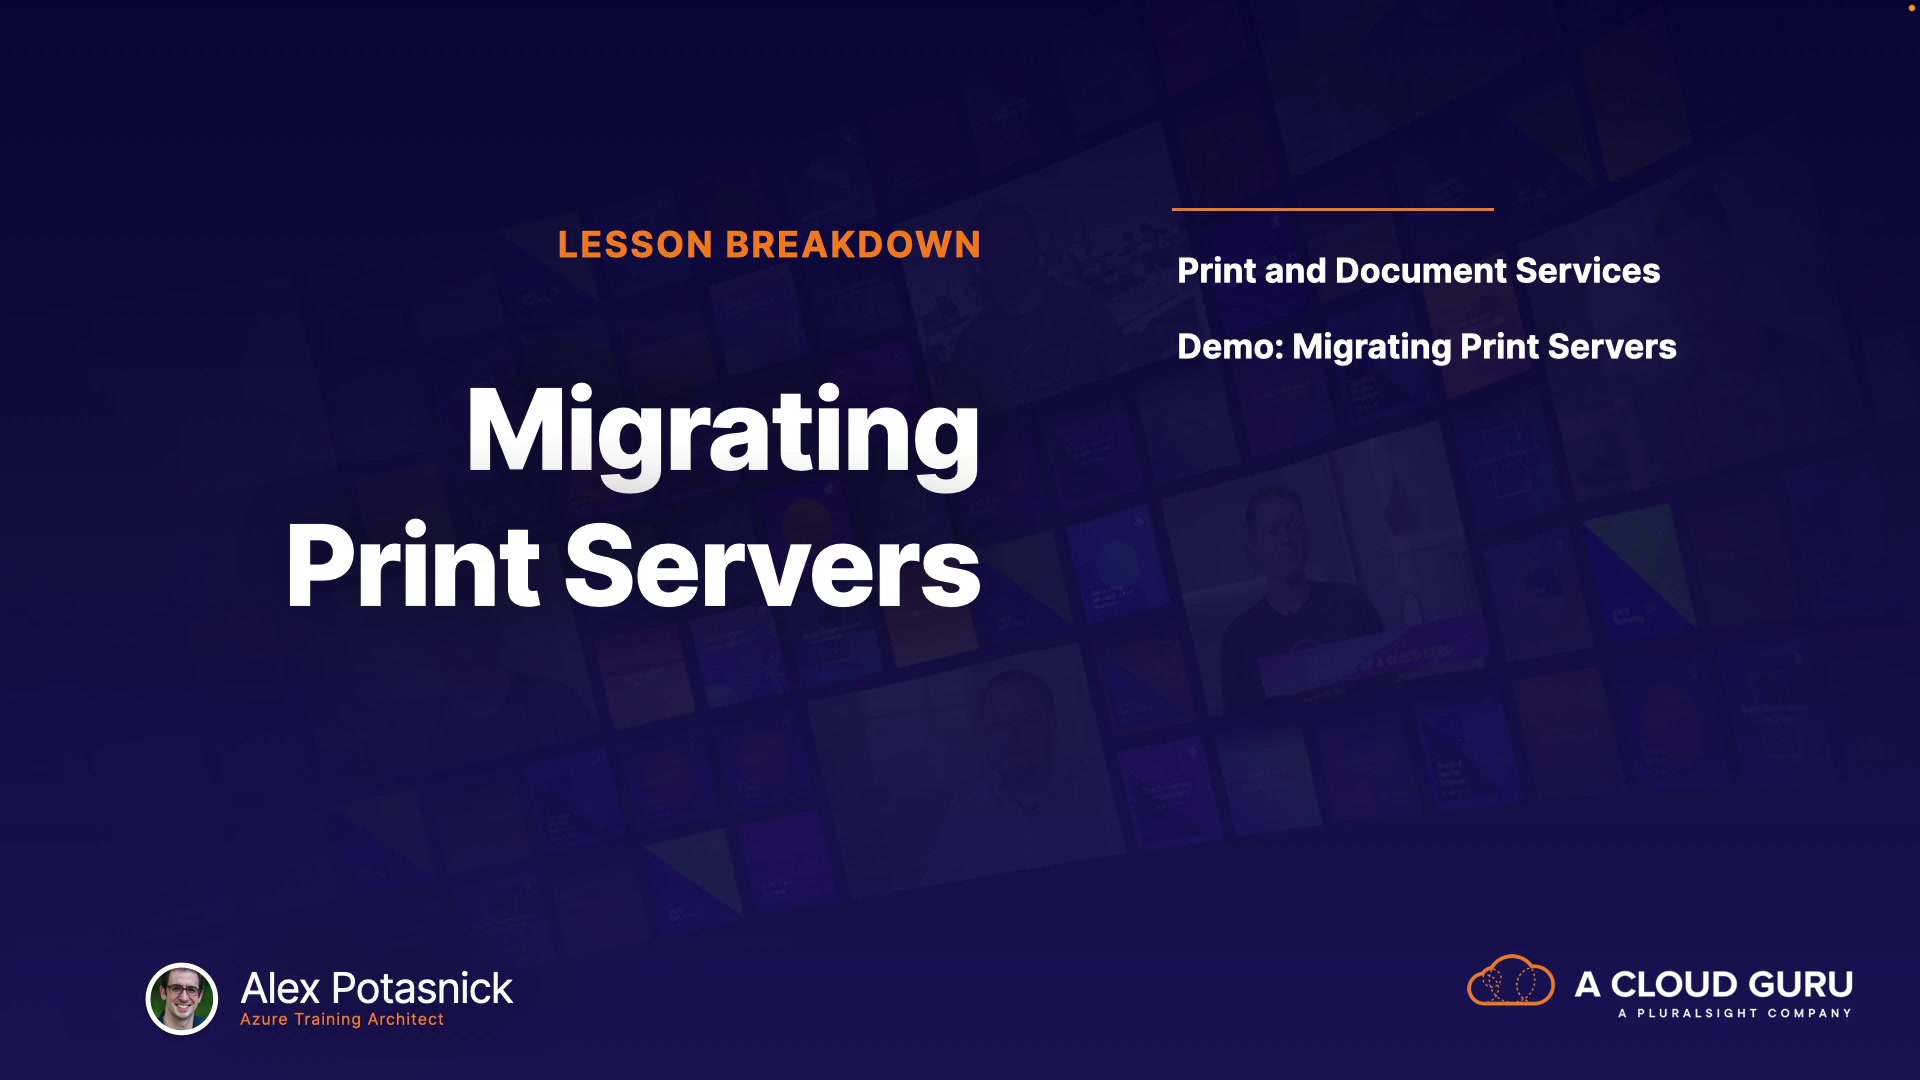 LESSON BREAKDOWN
Migrating
Print Servers
Print and Document Services
Demo: Migrating Print Servers
Alex Potasnick
Azure Training Architect
A CLOUD GURU
A PLURALSIGHT COMPANY